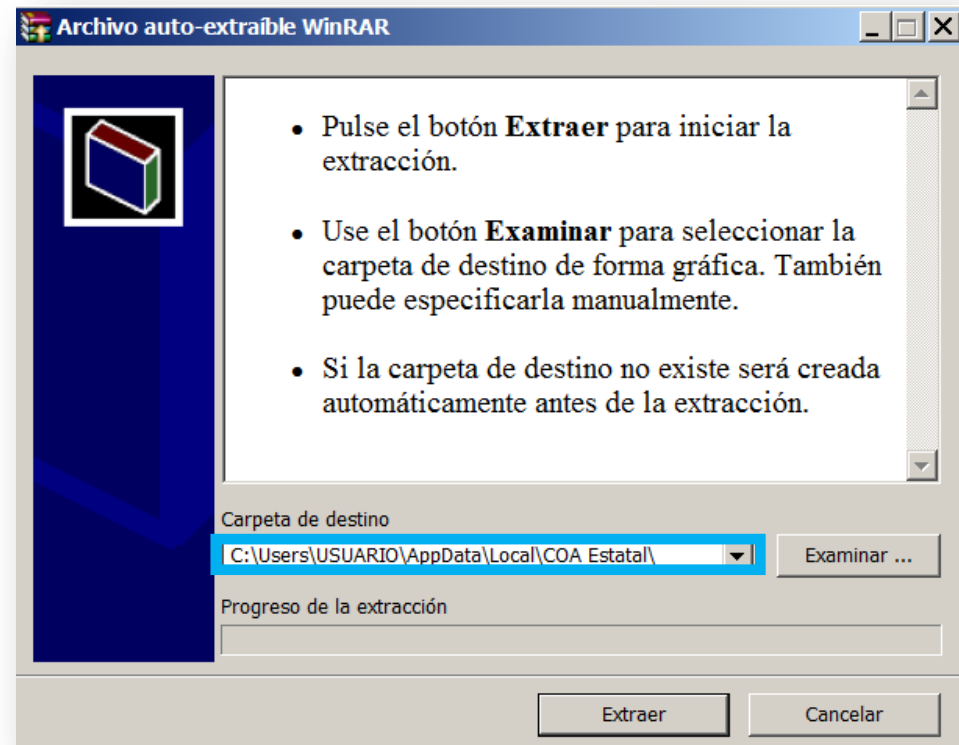 Archivo auto-extraíble WinRAR
• Pulse el botón Extraer para iniciar la
extracción.
• Use el botón Examinar para seleccionar la
carpeta de destino de forma gráfica. También
puede especificarla manualmente.
• Si la carpeta de destino no existe será creada
automáticamente antes de la extracción.
Carpeta de destino
C:\Users\USUARIO\AppData\Local\COA Estatal\
Examinar ...
Progreso de la extracción
Extraer
Cancelar